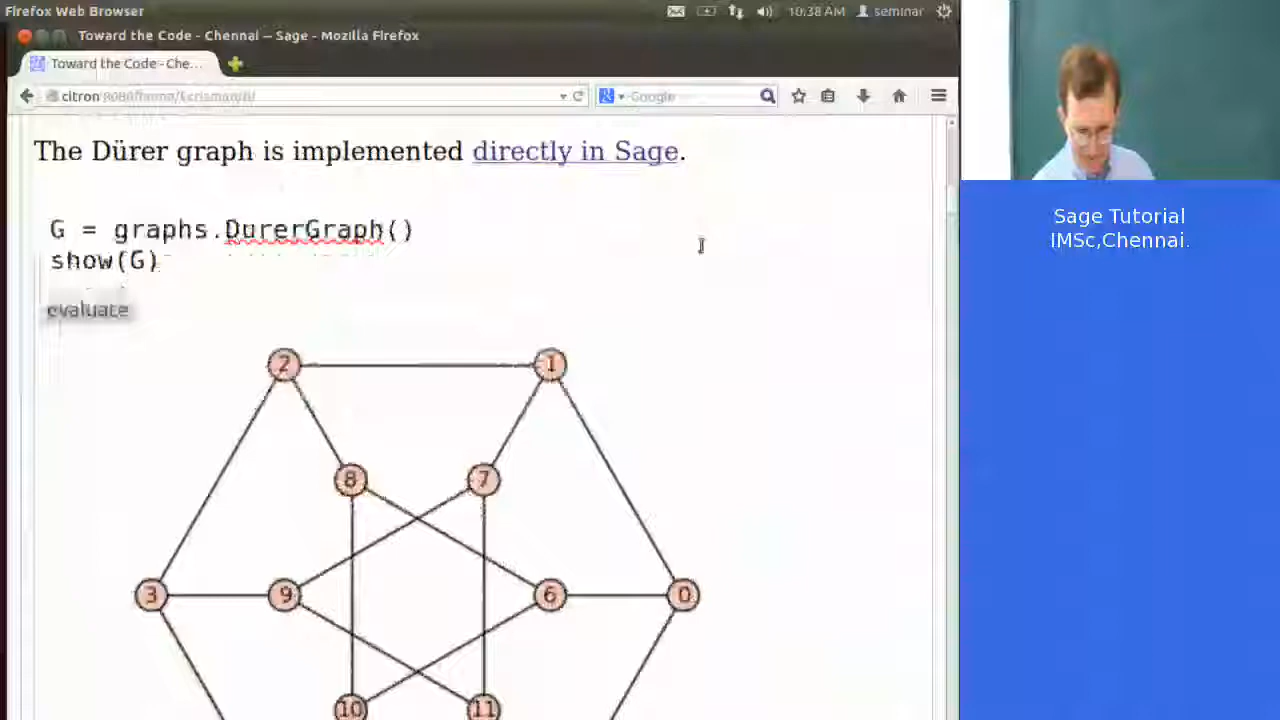 Firefox Web Browser
10:38 AM
seminar
Toward the Code - Chennai -- Sage - Mozilla Firefox
Toward the Code - Che...
Google
The Dürer graph is implemented directly in Sage.
G = graphs.DurerGraph()
show(G)
evaluate
2
1
8
7
3
9
6
0
10
11
Sage Tutorial
IMSc,Chennai.